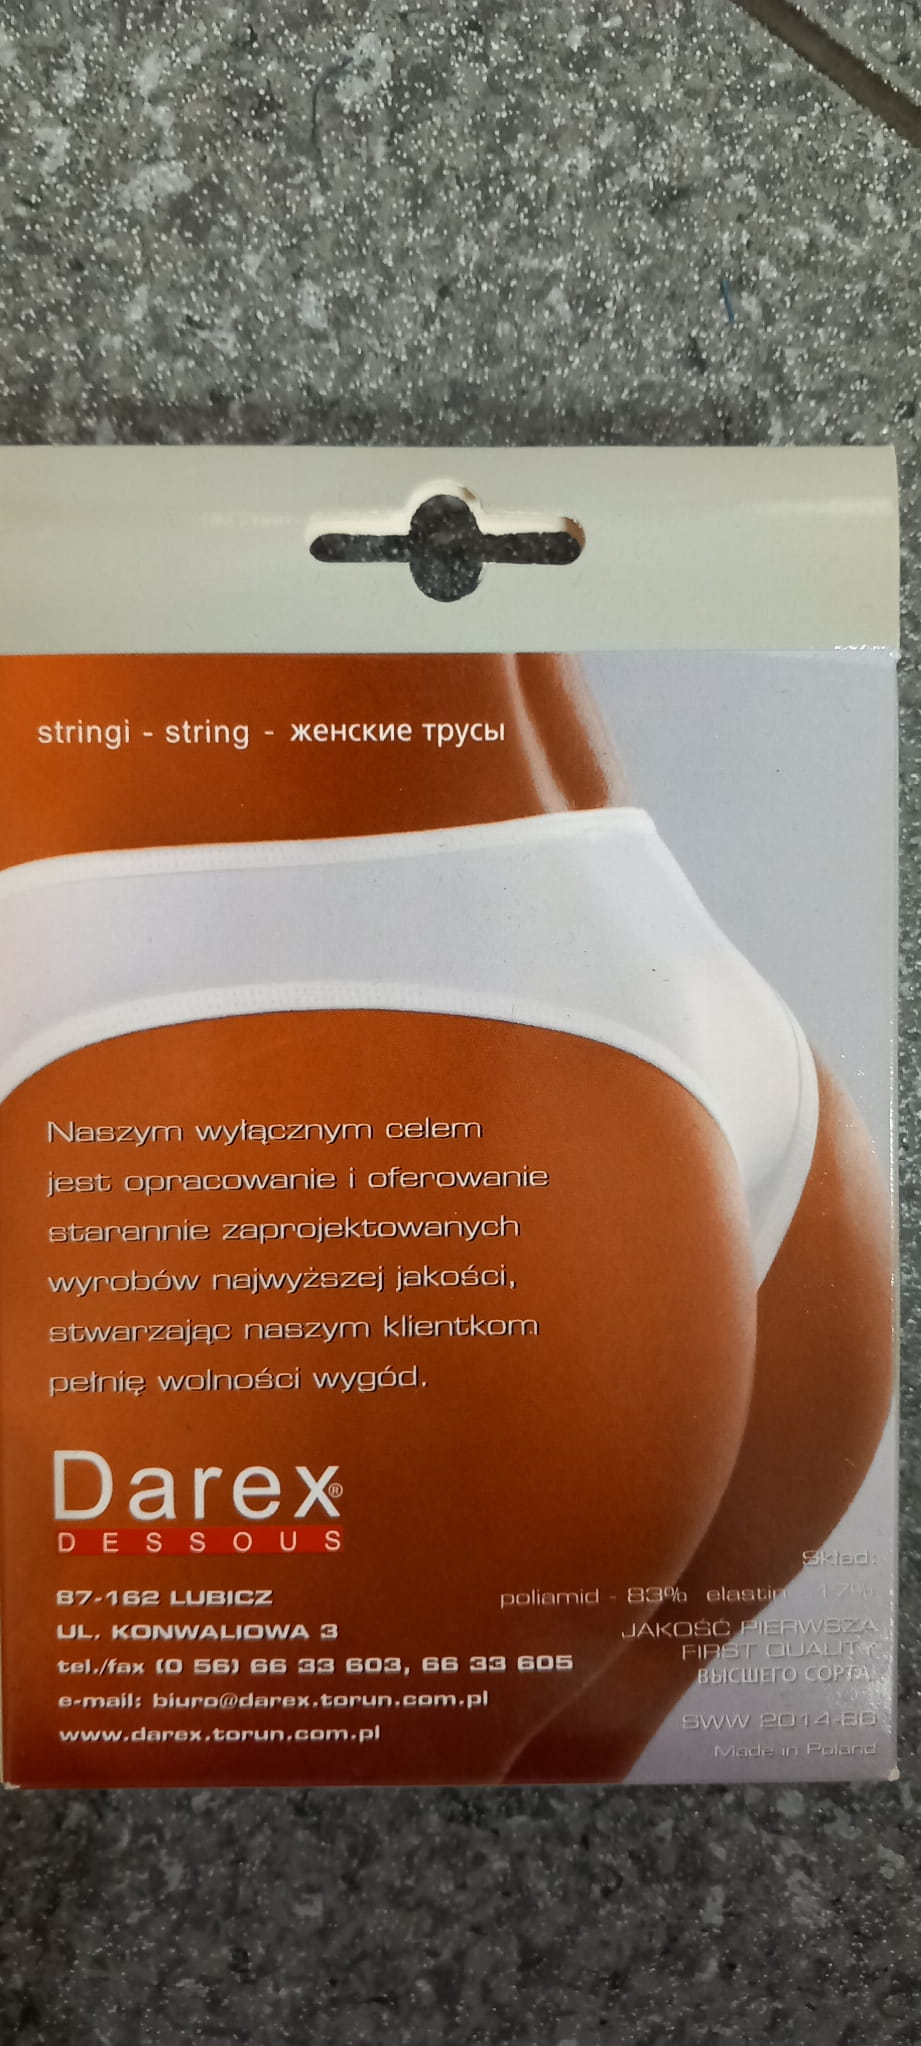 stringi - string - женские трусы
Naszym wyłącznym celem
jest opracowanie i oferowanie
starannie zaprojektowanych
wyrobów najwyższej jakości,
stwarzając naszym klientkom
pełnię wolności wygód.
Darex®
DESSOUS
87-162 LUBICZ
UL. KONWALIOWA 3
tel./fax (0 56) 66 33 603, 66 33 605
e-mail: biuro@darex.torun.com.pl
www.darex.torun.com.pl
Skład:
poliamid - 83% elastin - 17%
JAKOŚĆ PIERWSZA
FIRST QUALITY
ВЫСШЕГО СОРТА
SWW 2014-86
Made in Poland